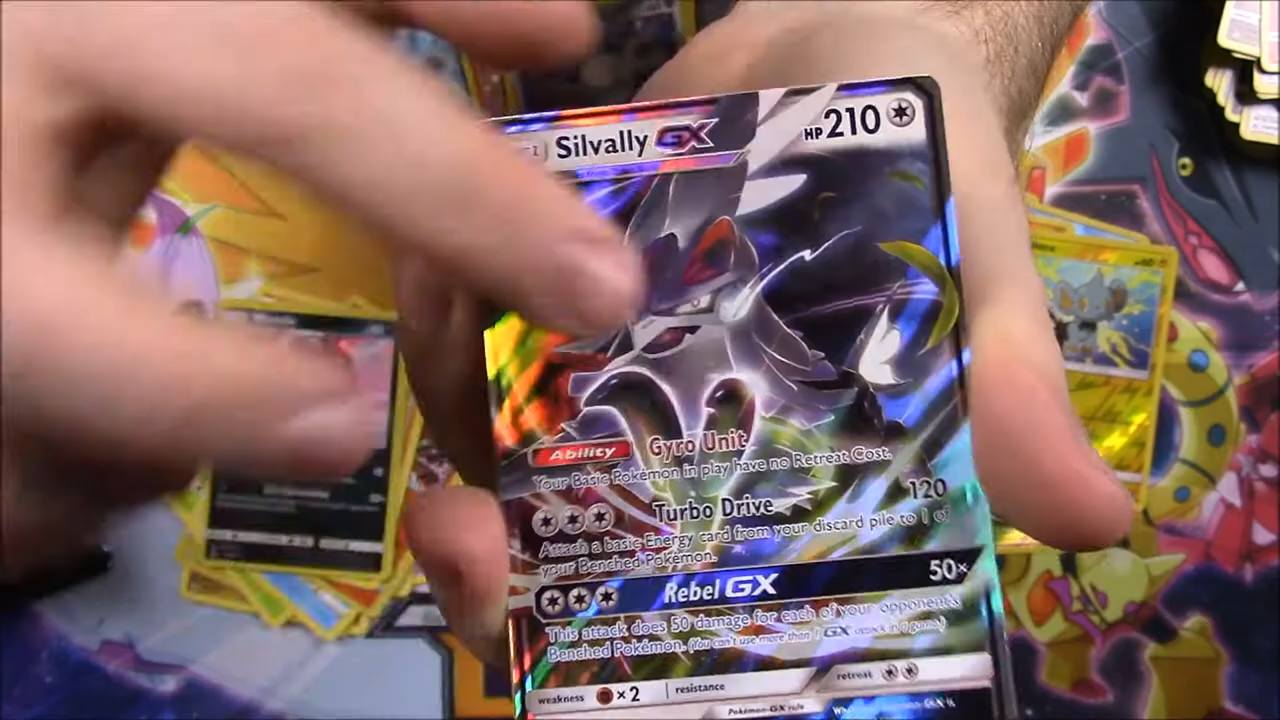 Silvally GX HP 210
Ability Gyro Unit
Your Basic Pokémon in play have no Retreat Cost.
Turbo Drive 120
Attach a basic Energy card from your discard pile to 1 of
your Benched Pokémon.
Rebel GX 50×
This attack does 50 damage for each of your opponent's
Benched Pokémon. (You can't use more than 1 GX attack in a game.)
weakness ×2 resistance retreat
Pokémon-GX rule